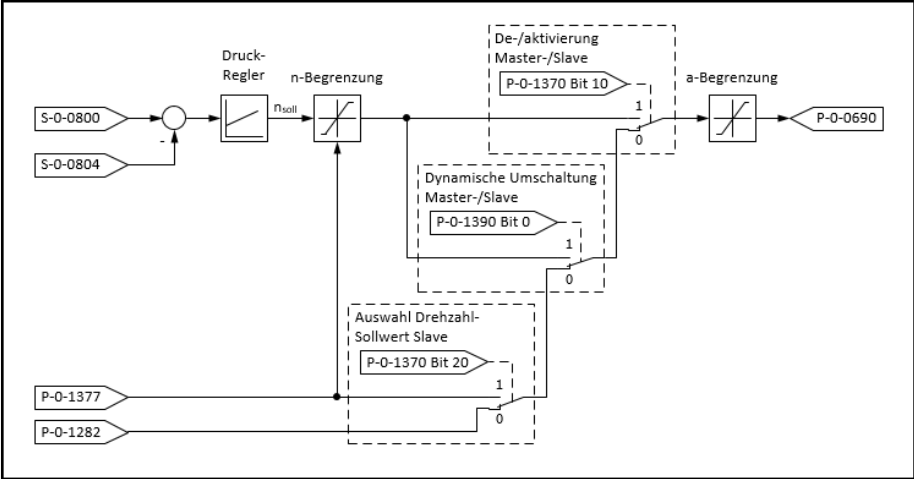 De-/aktivierung
Master-/Slave
P-0-1370 Bit 10
Druck-
Regler
n-Begrenzung
a-Begrenzung
1
0
S-0-0800
-
nsoll
P-0-0690
S-0-0804
Dynamische Umschaltung
Master-/Slave
P-0-1390 Bit 0
1
0
Auswahl Drehzahl-
Sollwert Slave
P-0-1370 Bit 20
1
0
P-0-1377
P-0-1282